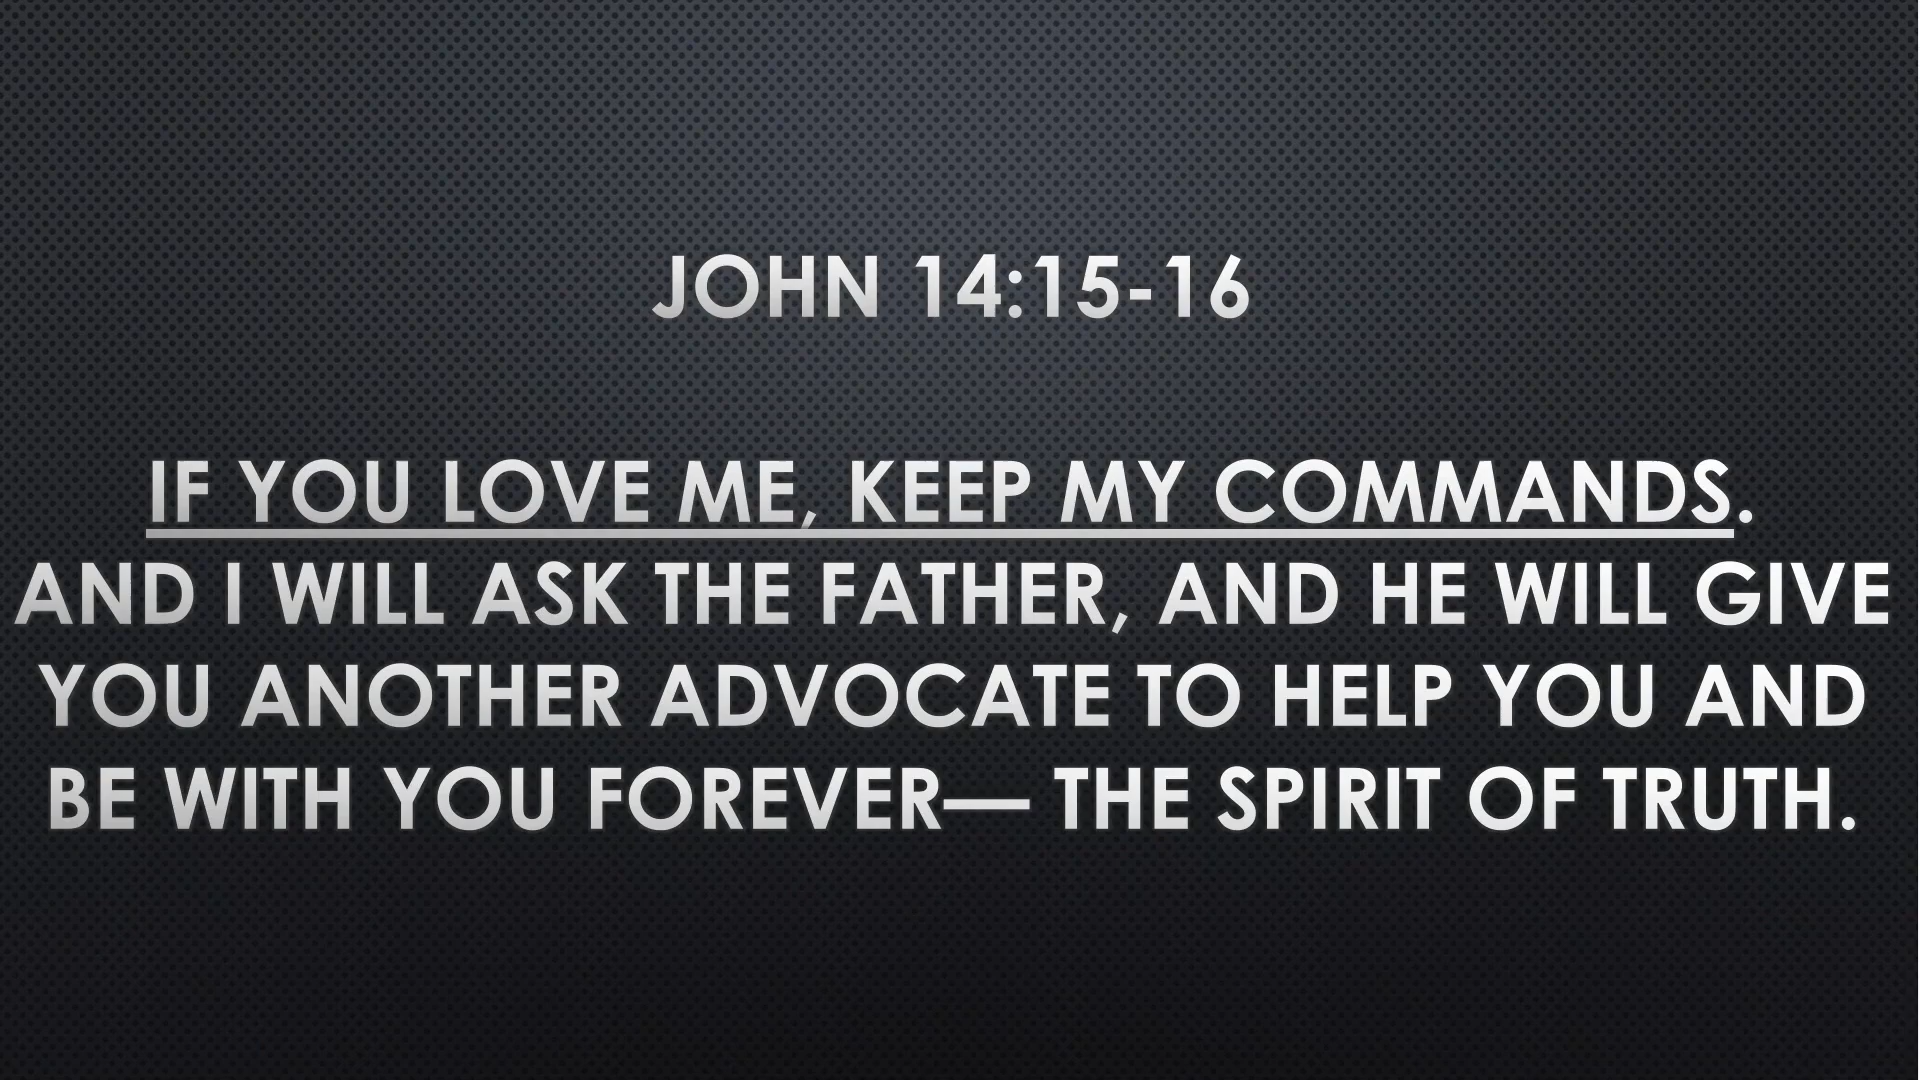 JOHN 14:15-16
IF YOU LOVE ME, KEEP MY COMMANDS.
AND I WILL ASK THE FATHER, AND HE WILL GIVE
YOU ANOTHER ADVOCATE TO HELP YOU AND
BE WITH YOU FOREVER— THE SPIRIT OF TRUTH.